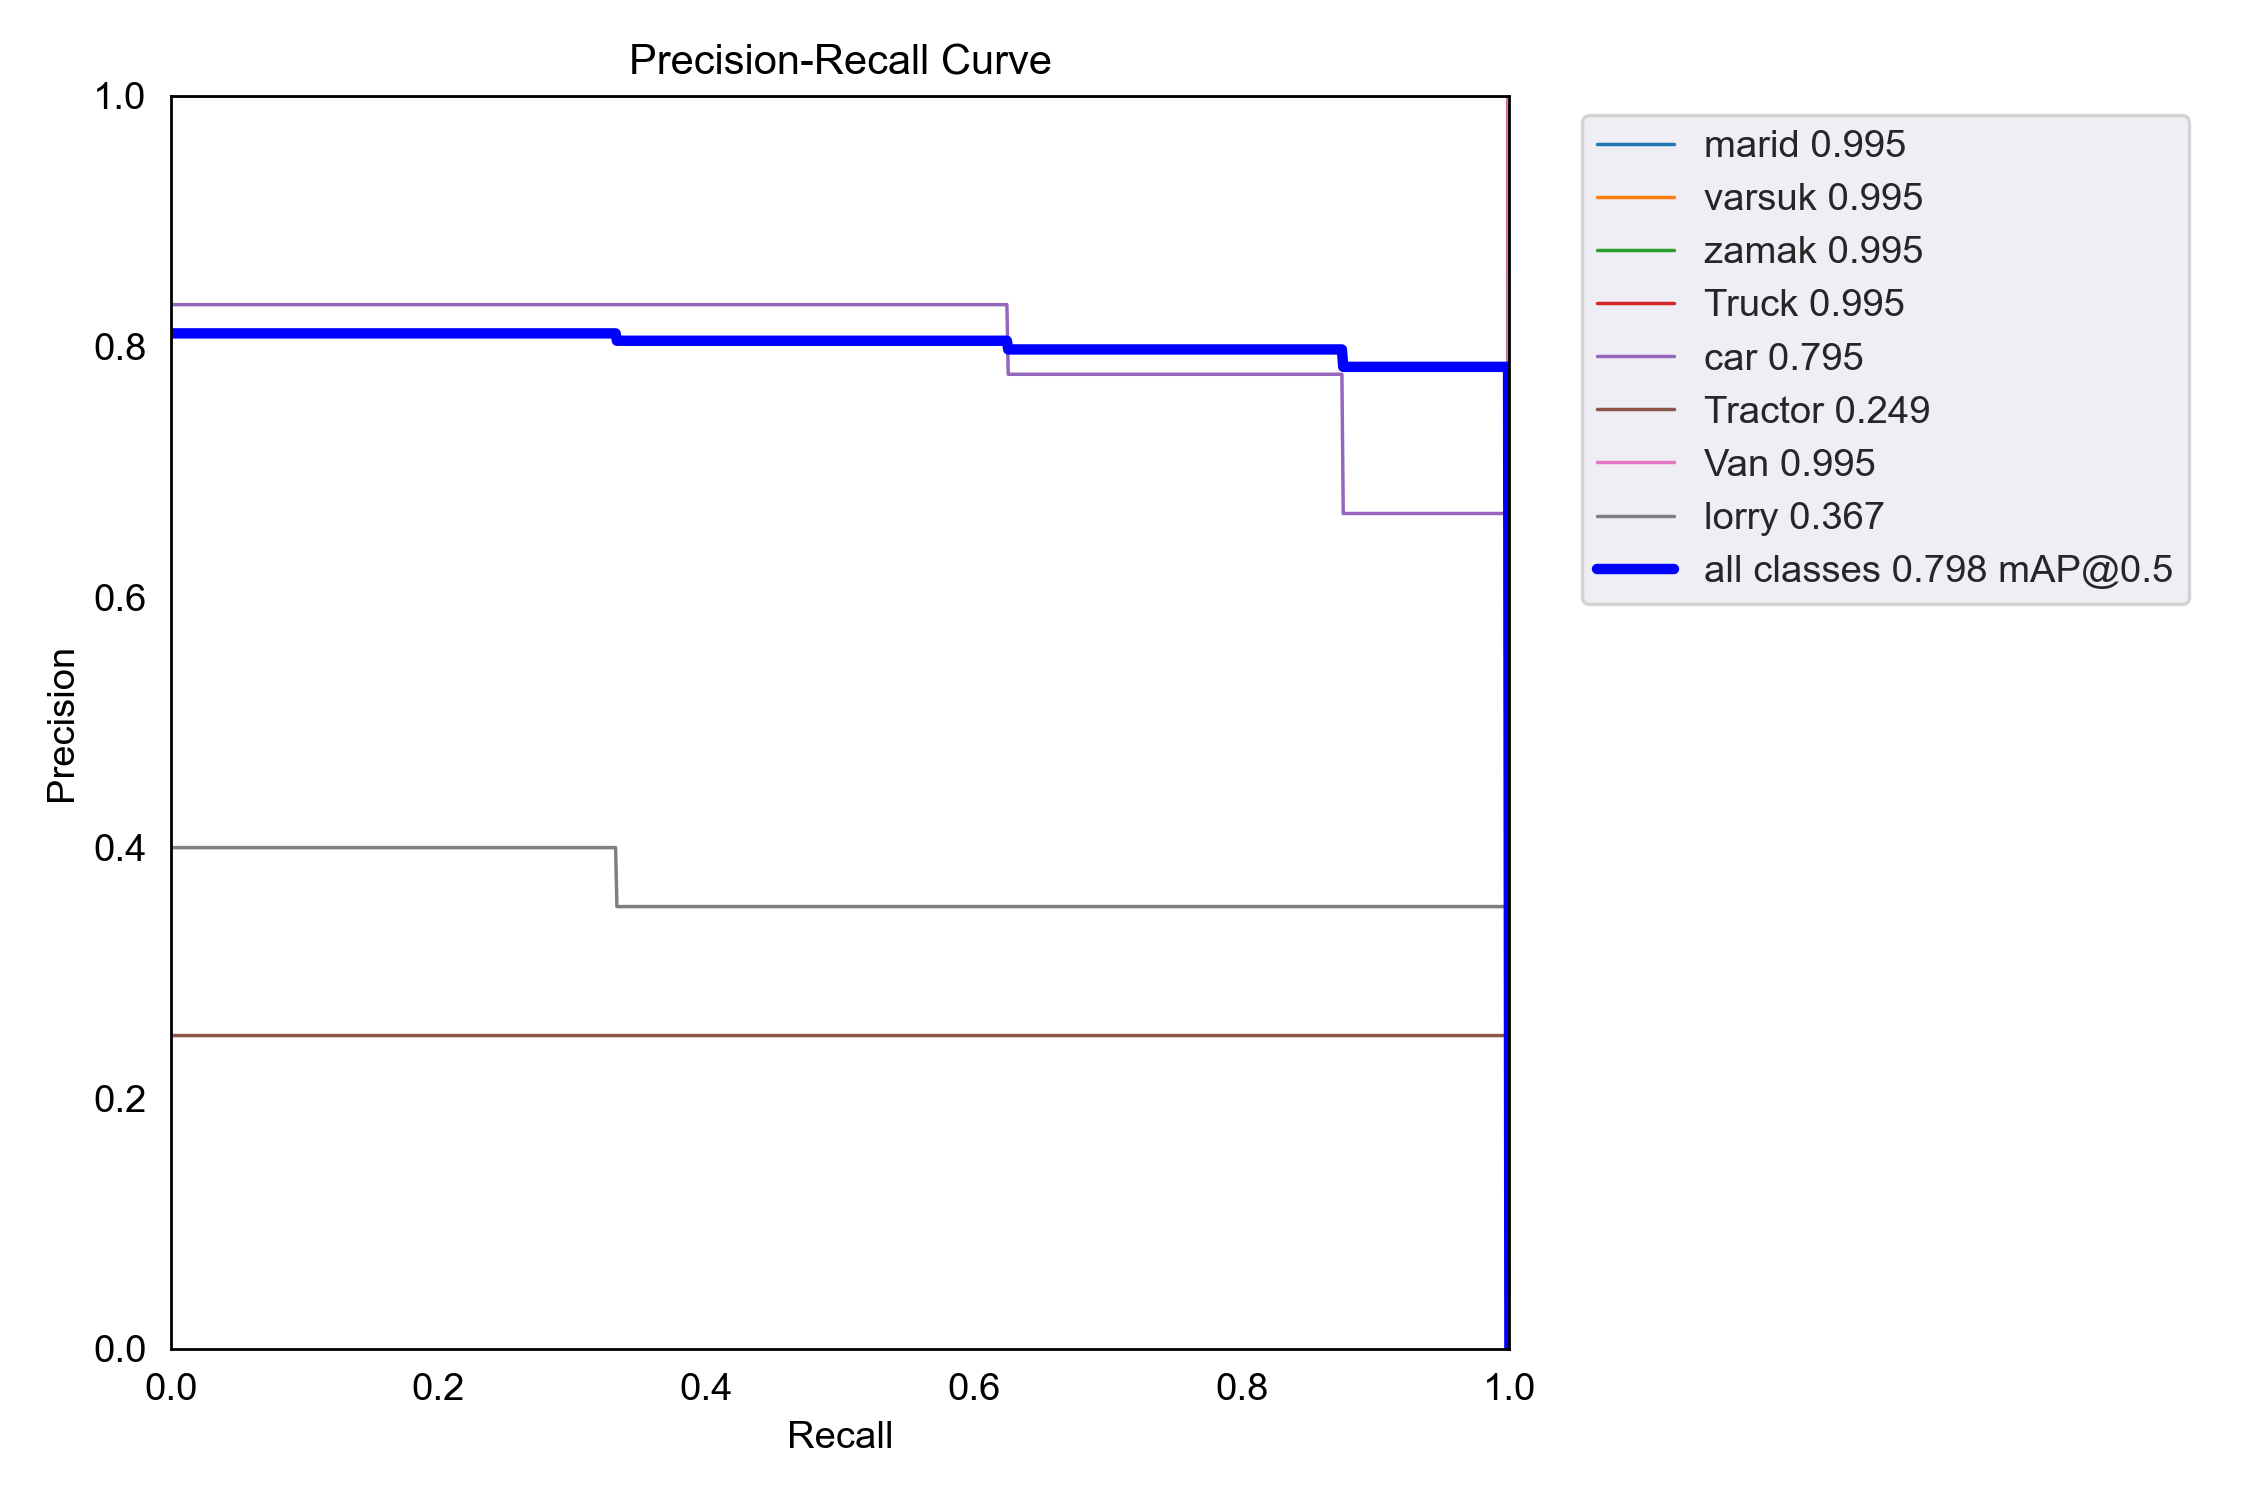 Precision-Recall Curve
1.0
0.8
0.6
0.4
0.2
0.0
Precision
0.0 0.2 0.4 0.6 0.8 1.0
Recall
marid 0.995
varsuk 0.995
zamak 0.995
Truck 0.995
car 0.795
Tractor 0.249
Van 0.995
lorry 0.367
all classes 0.798 mAP@0.5